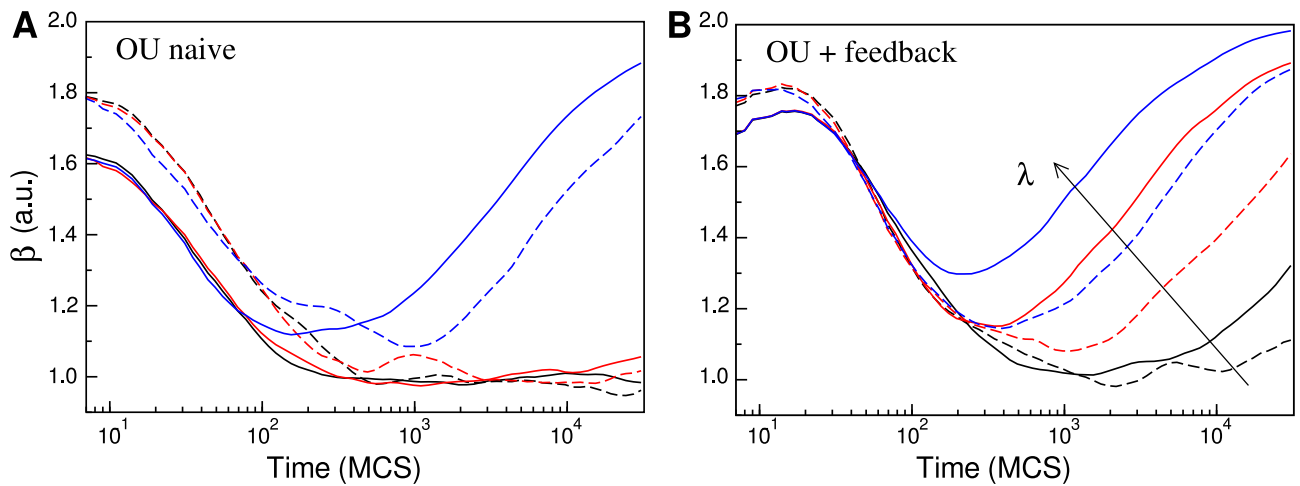 A
OU naive
β (a.u.)
2.0
1.8
1.6
1.4
1.2
1.0
10¹ 10² 10³ 10⁴
Time (MCS)
B
OU + feedback
λ
2.0
1.8
1.6
1.4
1.2
1.0
10¹ 10² 10³ 10⁴
Time (MCS)